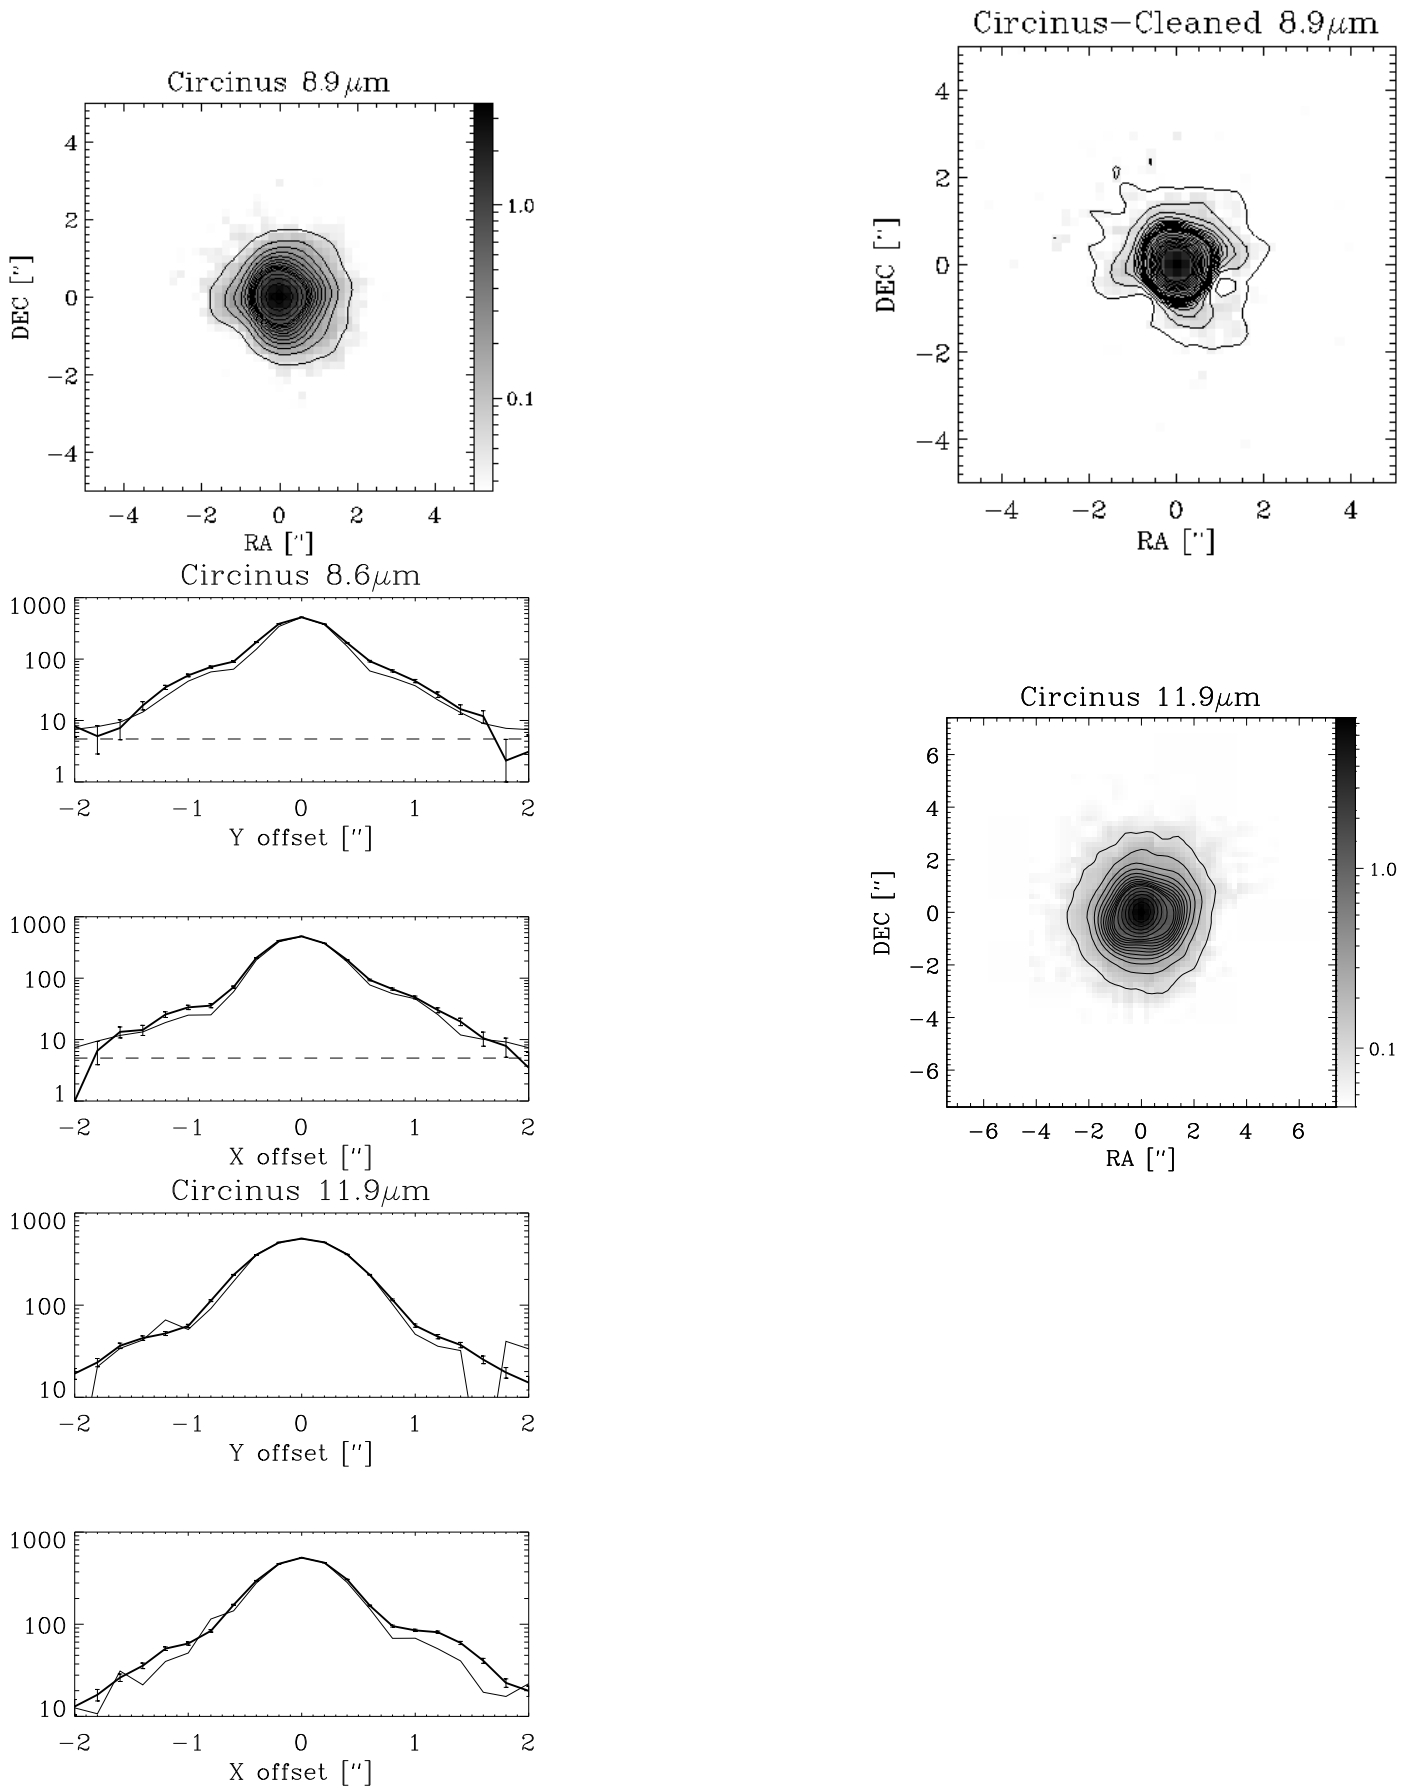 Circinus 8.9μm
4
2
0
−2
−4
DEC ["]
−4 −2 0 2 4
RA ["]
1.0
0.1
Circinus−Cleaned 8.9μm
4
2
0
−2
−4
DEC ["]
−4 −2 0 2 4
RA ["]
Circinus 8.6μm
1000
100
10
1
−2 −1 0 1 2
Y offset ["]
1000
100
10
1
−2 −1 0 1 2
X offset ["]
Circinus 11.9μm
6
4
2
0
−2
−4
−6
DEC ["]
−6 −4 −2 0 2 4 6
RA ["]
1.0
0.1
Circinus 11.9μm
1000
100
10
−2 −1 0 1 2
Y offset ["]
1000
100
10
−2 −1 0 1 2
X offset ["]